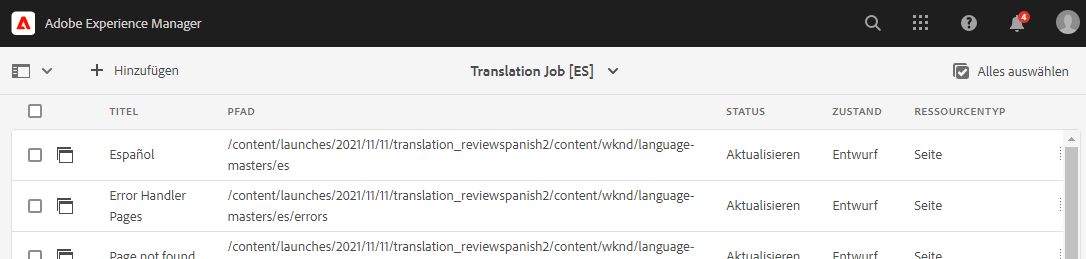 Adobe Experience Manager
4
Hinzufügen
Translation Job [ES]
Alles auswählen
TITEL PFAD STATUS ZUSTAND RESSOURCENTYP
/content/launches/2021/11/11/translation_reviewspanish2/content/wknd/language-
Español Aktualisieren Entwurf Seite
masters/es
Error Handler /content/launches/2021/11/11/translation_reviewspanish2/content/wknd/language-
Aktualisieren Entwurf Seite
Pages masters/es/errors
/content/launches/2021/11/11/translation_reviewspanish2/content/wknd/language-
Page not found Aktualisieren Entwurf Seite